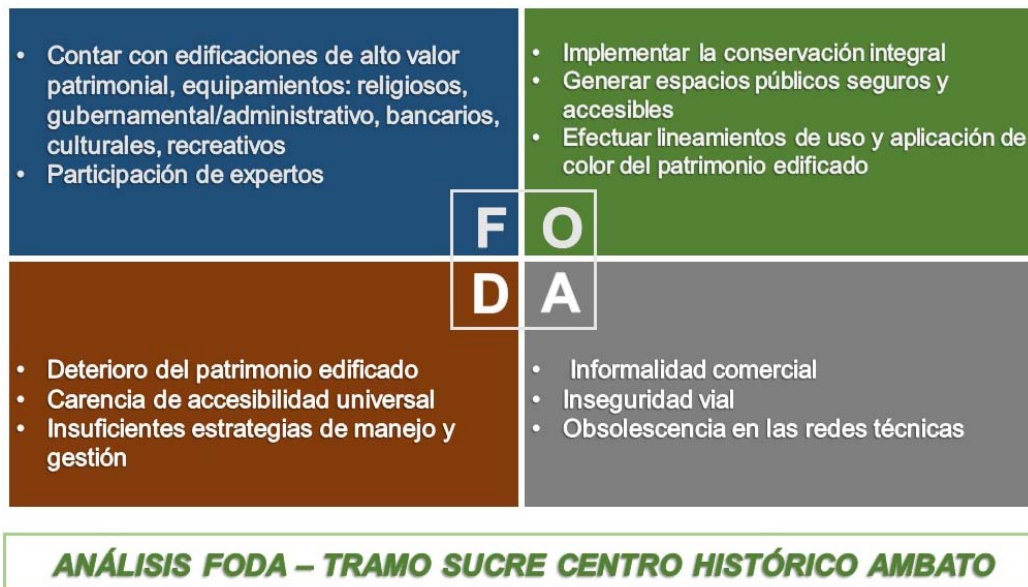 • Contar con edificaciones de alto valor
patrimonial, equipamientos: religiosos,
gubernamental/administrativo, bancarios,
culturales, recreativos
• Participación de expertos
• Implementar la conservación integral
• Generar espacios públicos seguros y
accesibles
• Efectuar lineamientos de uso y aplicación de
color del patrimonio edificado
F O
D A
• Deterioro del patrimonio edificado
• Carencia de accesibilidad universal
• Insuficientes estrategias de manejo y
gestión
• Informalidad comercial
• Inseguridad vial
• Obsolescencia en las redes técnicas
ANÁLISIS FODA – TRAMO SUCRE CENTRO HISTÓRICO AMBATO